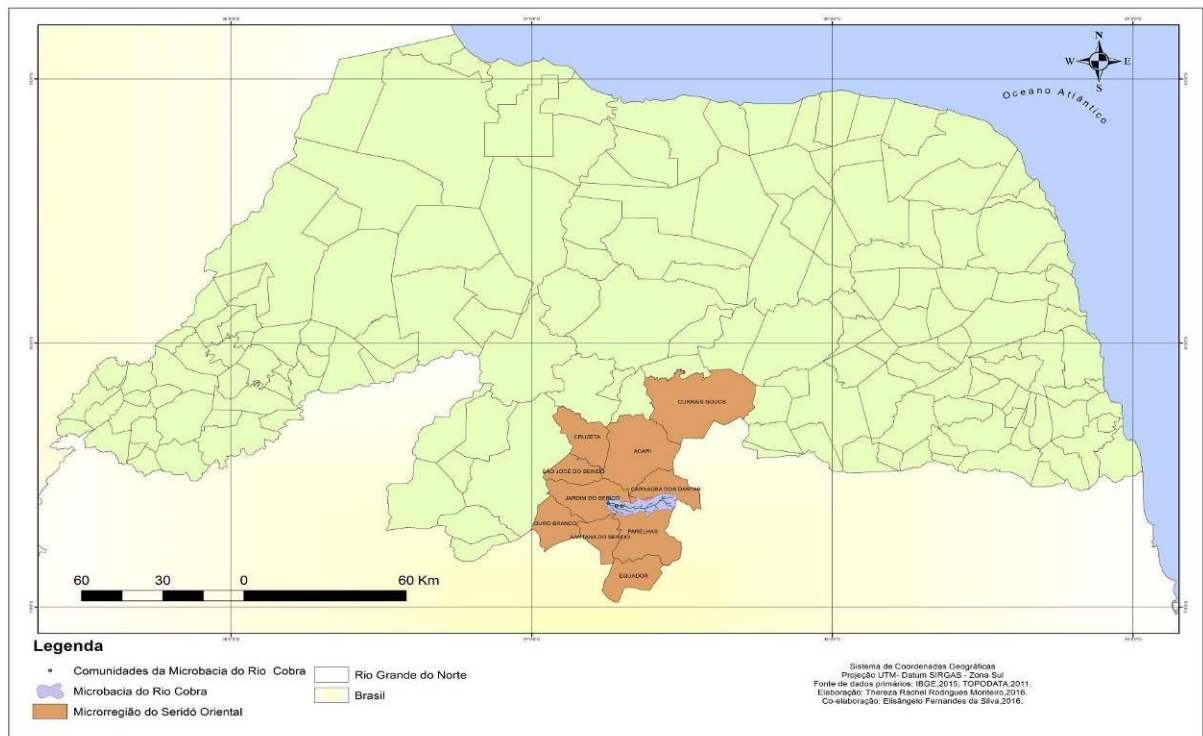 N
W E
S
Oceano Atlântico
CURRAIS NOVOS
CRUZETA
ACARI
SÃO JOCÉ DO SERIDÓ
CARNAÚBA DOS DANTAS
JARDIM DO SERIDÓ
OURO BRANCO
PARELHAS
SANTANA DO SERIDÓ
EQUADOR
60 30 0 60 Km
Legenda
Comunidades da Microbacia do Rio Cobra
Microbacia do Rio Cobra
Microrregião do Seridó Oriental
Rio Grande do Norte
Brasil
Sistema de Coordenadas Geográficas
Projeção UTM- Datum SIRGAS - Zona Sul
Fonte de dados primários: IBGE,2015; TOPODATA,2011.
Elaboração: Thereza Rachel Rodrigues Monteiro,2016.
Co-elaboração: Elisângelo Fernandes da Silva,2016.